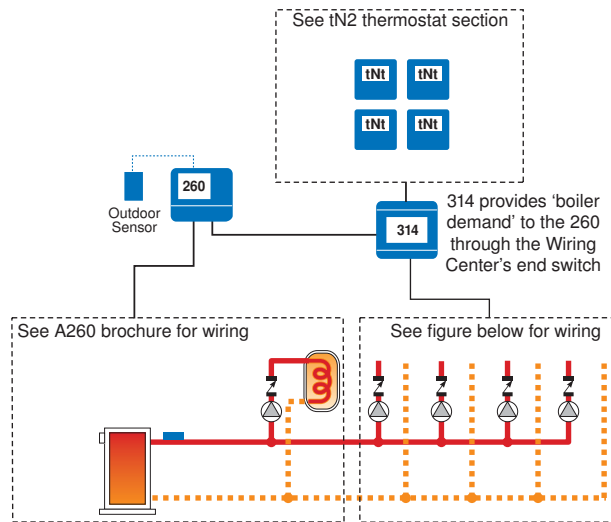 See tN2 thermostat section
tNt
tNt
tNt
tNt
260
Outdoor
Sensor
314
314 provides ‘boiler
demand’ to the 260
through the Wiring
Center’s end switch
See A260 brochure for wiring
See figure below for wiring